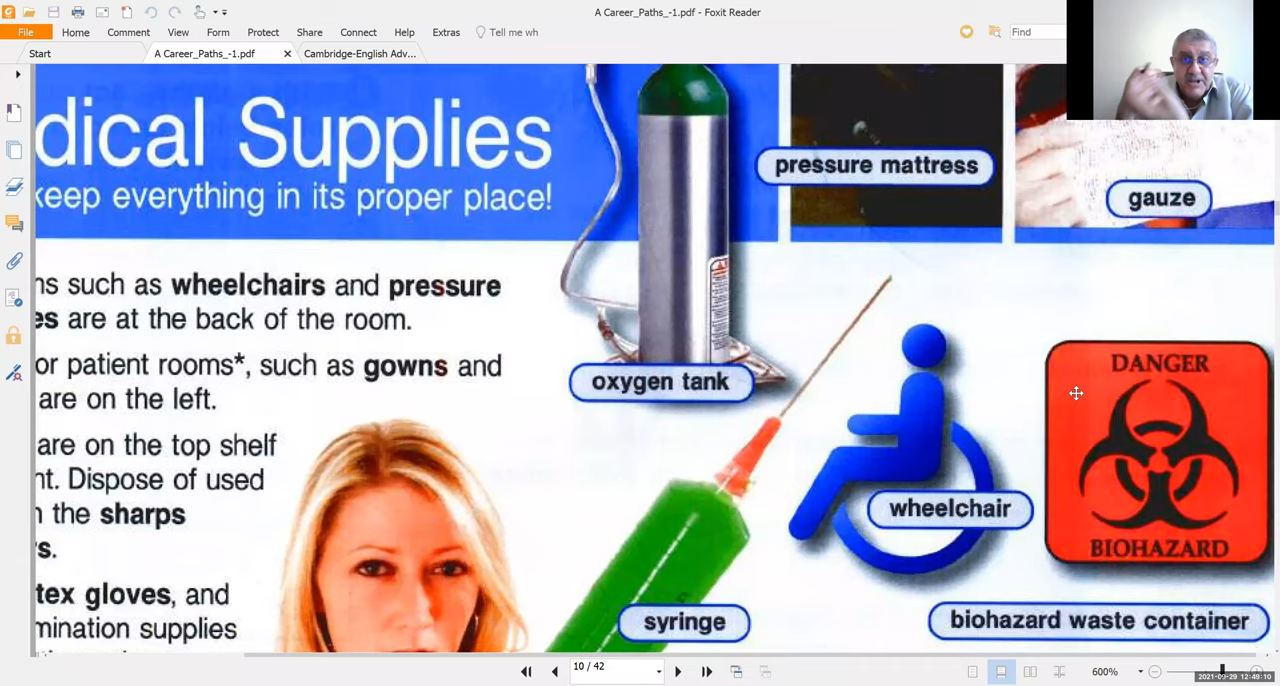 A Career_Paths_-1.pdf - Foxit Reader
File Home Comment View Form Protect Share Connect Help Extras Tell me wh
Find
Start A Career_Paths_-1.pdf Cambridge-English Adv...
dical Supplies
keep everything in its proper place!
pressure mattress
gauze
ns such as wheelchairs and pressure
es are at the back of the room.
or patient rooms*, such as gowns and
are on the left.
are on the top shelf
nt. Dispose of used
n the sharps
rs.
tex gloves, and
mination supplies
oxygen tank
syringe
wheelchair
DANGER
BIOHAZARD
biohazard waste container
10 / 42
600%
2021-09-29 12:49:10